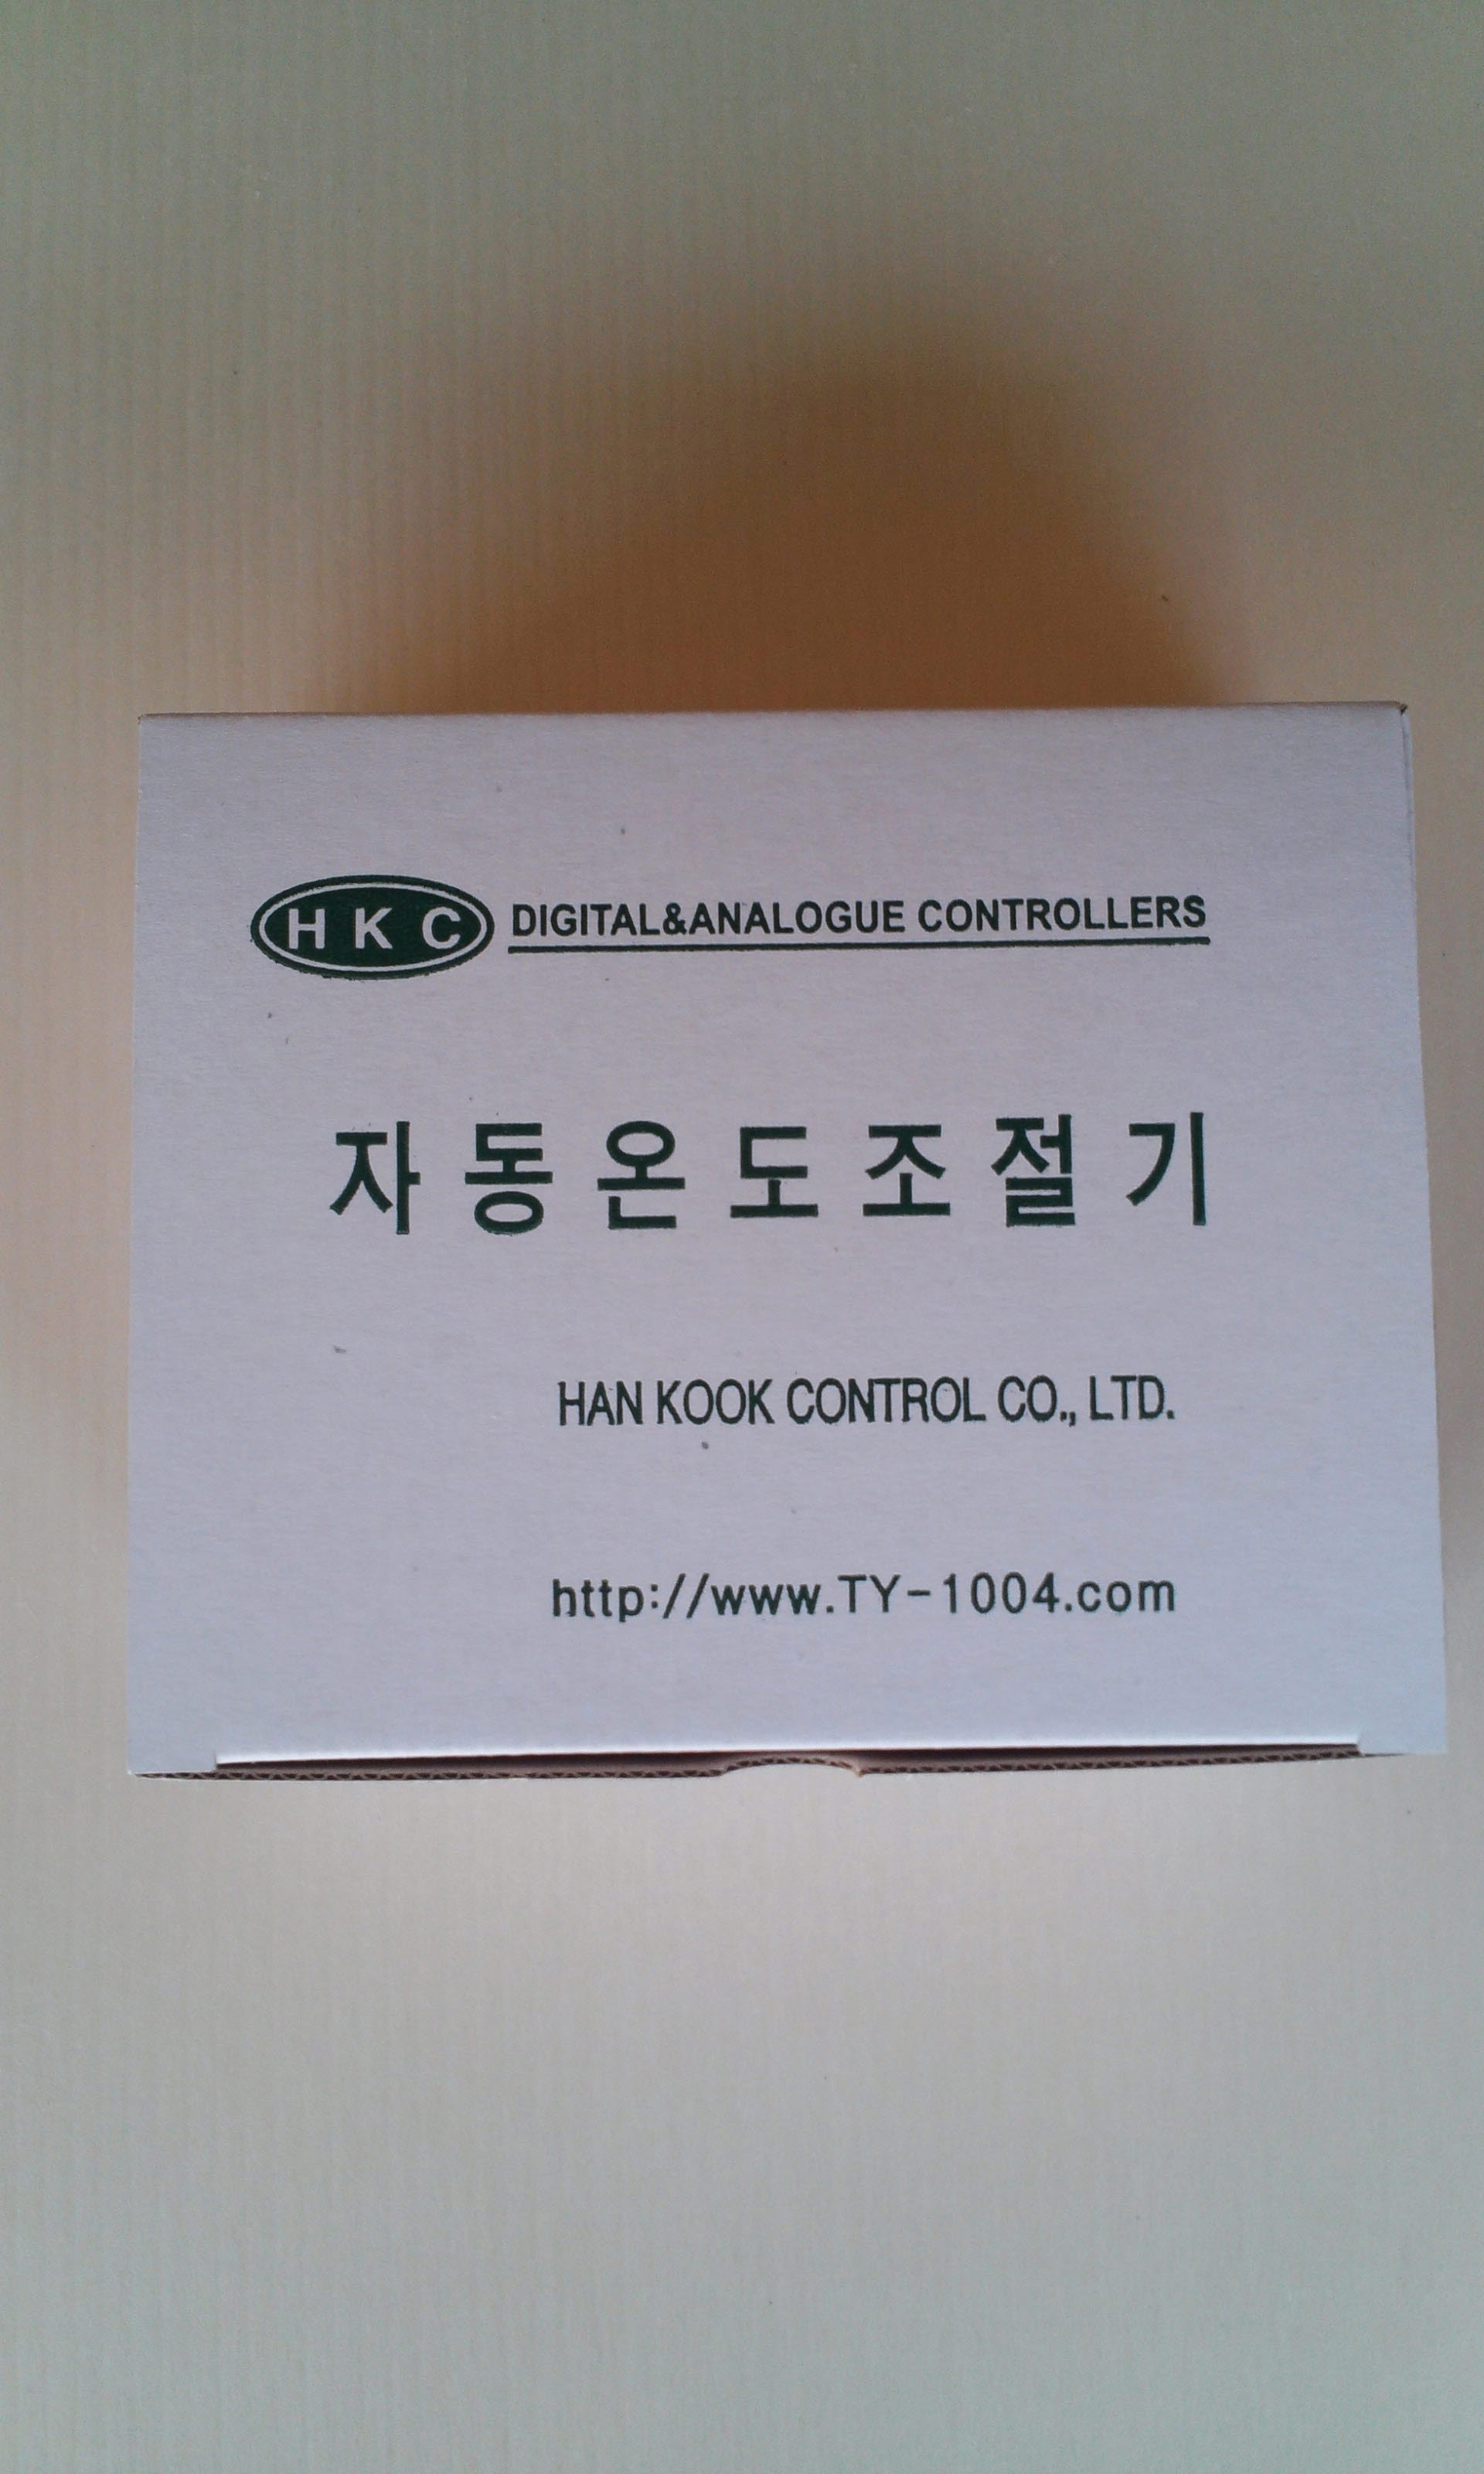 HKC DIGITAL&ANALOGUE CONTROLLERS
자동온도조절기
HAN KOOK CONTROL CO., LTD.
http://www.TY-1004.com